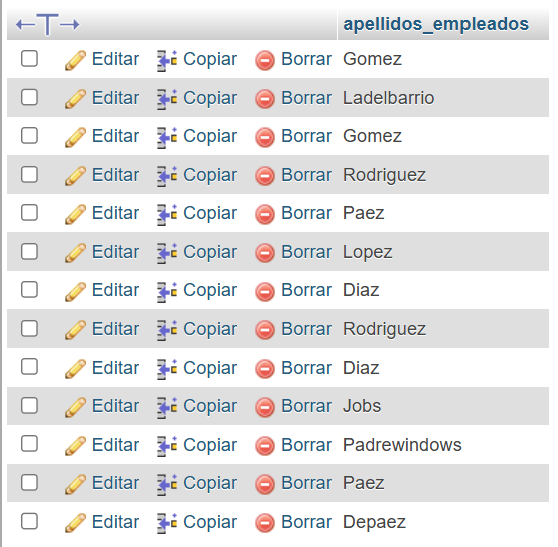 apellidos_empleados
Editar Copiar Borrar Gomez
Editar Copiar Borrar Ladelbarrio
Editar Copiar Borrar Gomez
Editar Copiar Borrar Rodriguez
Editar Copiar Borrar Paez
Editar Copiar Borrar Lopez
Editar Copiar Borrar Diaz
Editar Copiar Borrar Rodriguez
Editar Copiar Borrar Diaz
Editar Copiar Borrar Jobs
Editar Copiar Borrar Padrewindows
Editar Copiar Borrar Paez
Editar Copiar Borrar Depaez